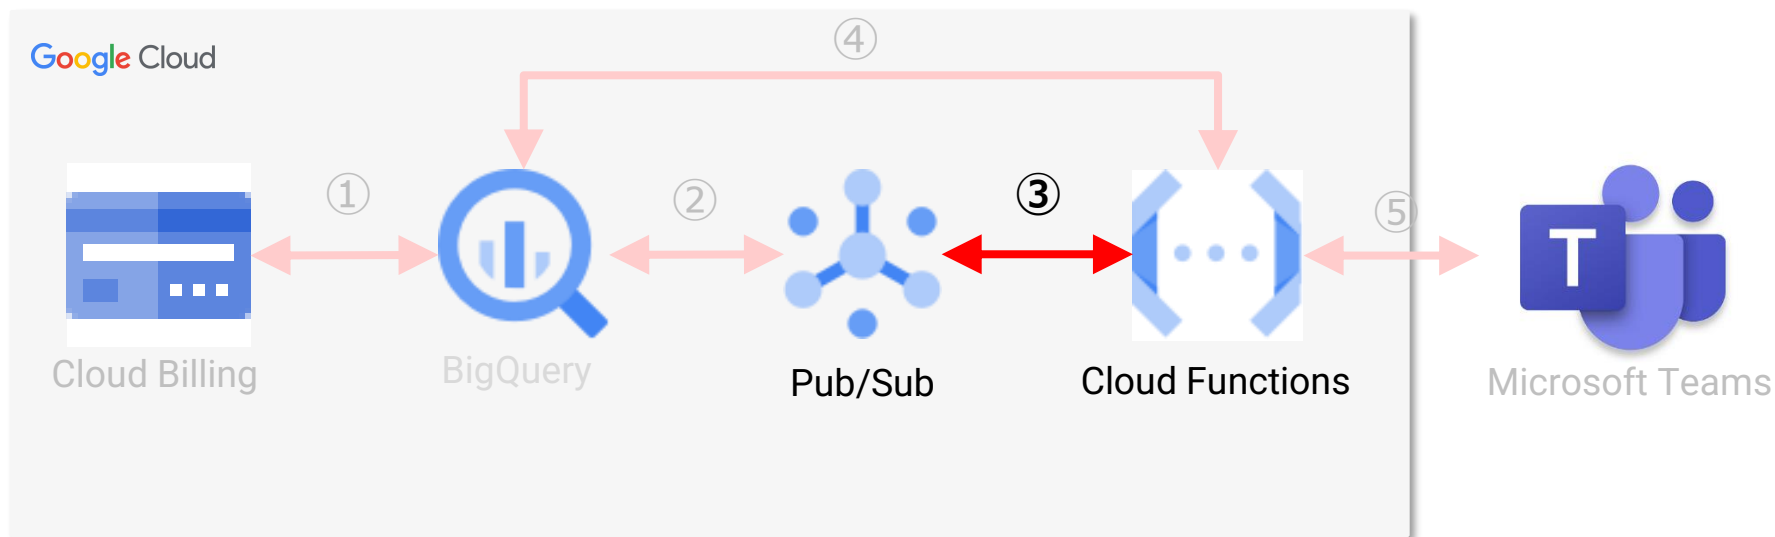 ④
Google Cloud
①
②
③
⑤
T
Cloud Billing
BigQuery
Pub/Sub
Cloud Functions
Microsoft Teams